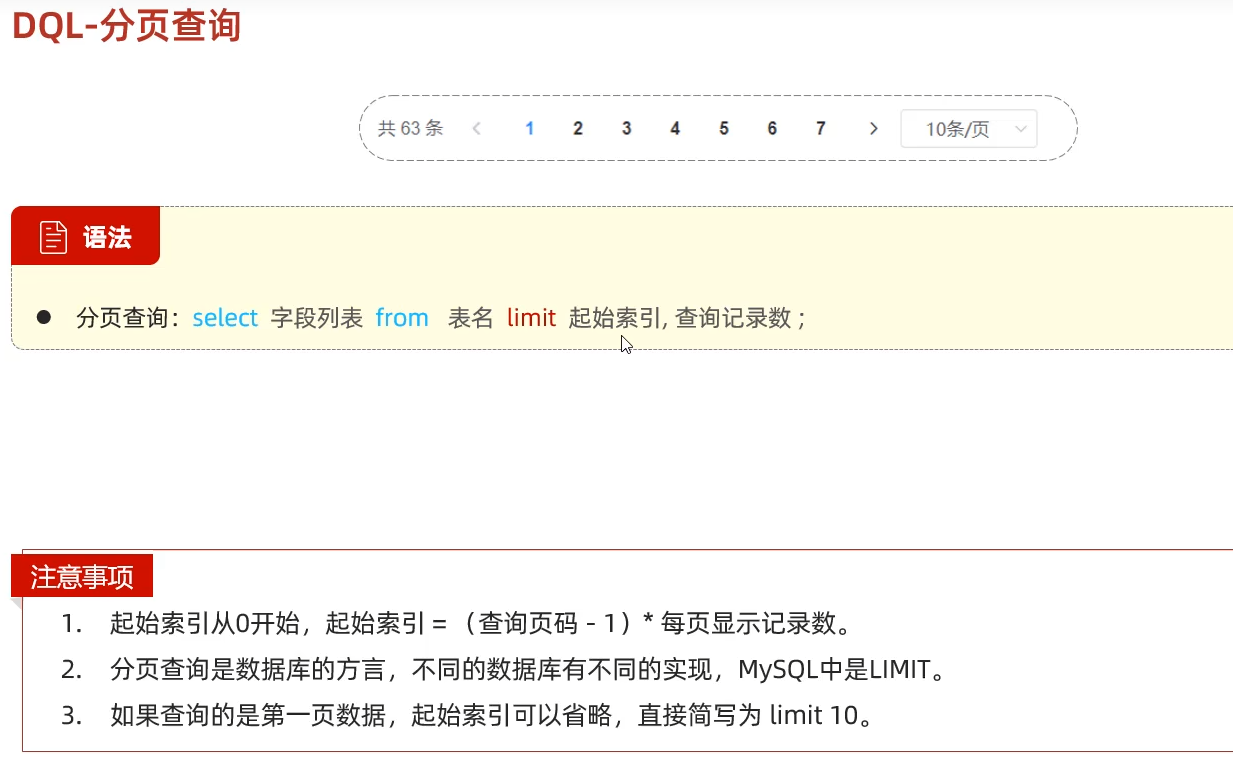 DQL-分页查询
共 63 条 < 1 2 3 4 5 6 7 > 10条/页
语法
● 分页查询：select 字段列表 from 表名 limit 起始索引, 查询记录数 ;
注意事项
1. 起始索引从0开始，起始索引 = （查询页码 - 1）* 每页显示记录数。
2. 分页查询是数据库的方言，不同的数据库有不同的实现，MySQL中是LIMIT。
3. 如果查询的是第一页数据，起始索引可以省略，直接简写为 limit 10。